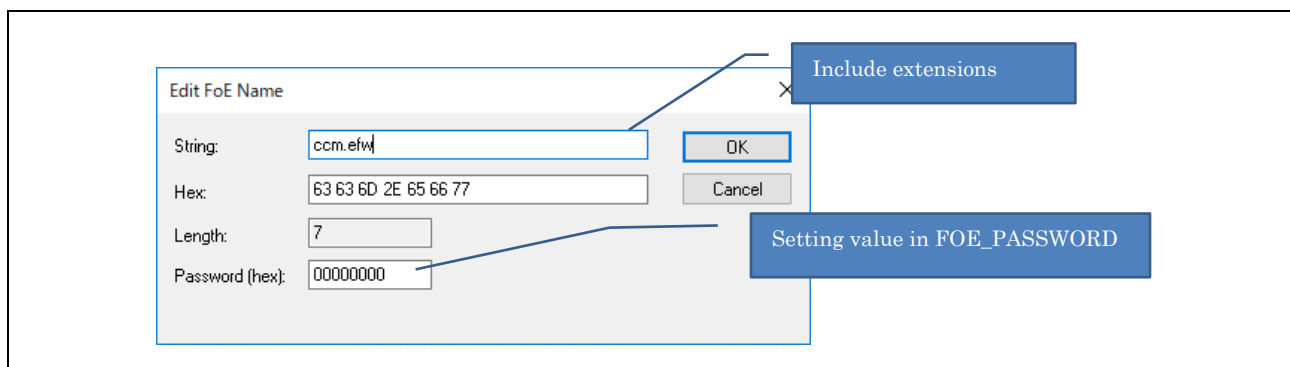 Include extensions
Edit FoE Name
String: ccm.efw OK
Hex: 63 63 6D 2E 65 66 77 Cancel
Length: 7
Setting value in FOE_PASSWORD
Password (hex): 00000000